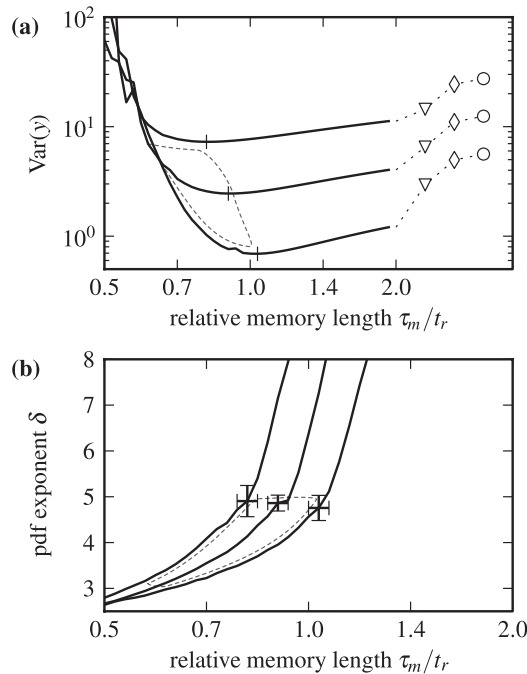 (a)
10²
10¹
10⁰
Var(y)
0.5 0.7 1.0 1.4 2.0
relative memory length τm/tr
(b)
8
7
6
5
4
3
pdf exponent δ
0.5 0.7 1.0 1.4 2.0
relative memory length τm/tr